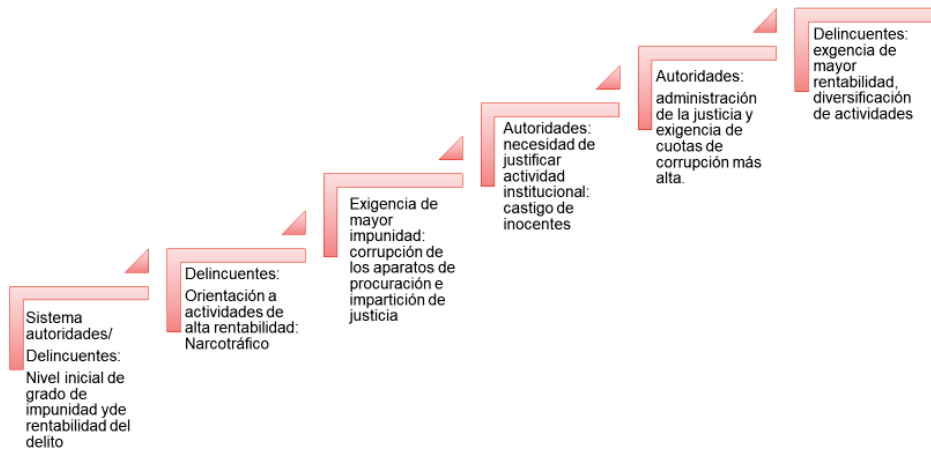 Sistema
autoridades/
Delincuentes:
Nivel inicial de
grado de
impunidad yde
rentabilidad del
delito
Delincuentes:
Orientación a
actividades de
alta rentabilidad:
Narcotráfico
Exigencia de
mayor
impunidad:
corrupción de
los aparatos de
procuración e
impartición de
justicia
Autoridades:
necesidad de
justificar
actividad
institucional:
castigo de
inocentes
Autoridades:
administración
de la justicia y
exigencia de
cuotas de
corrupción más
alta.
Delincuentes:
exgencia de
mayor
rentabilidad,
diversificación
de actividades